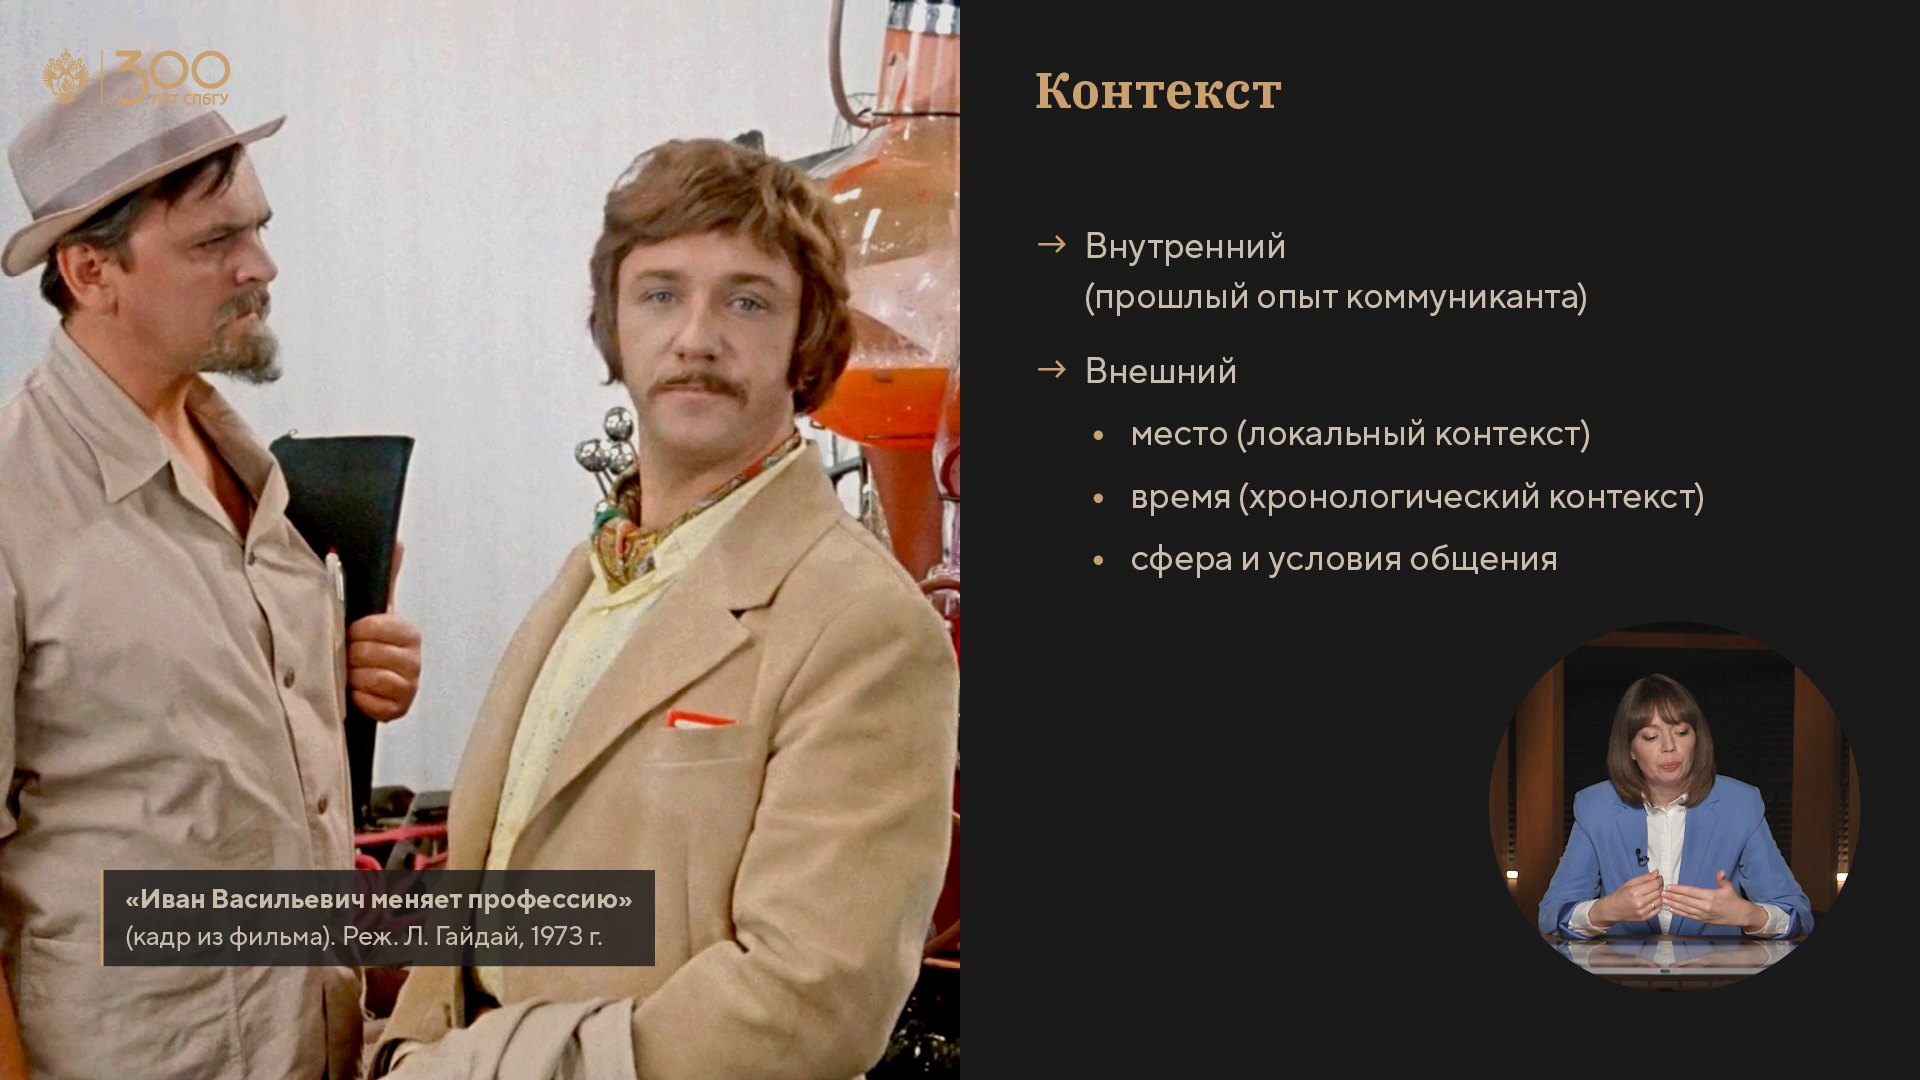 300
ЛЕТ СПБГУ
Контекст
→ Внутренний
(прошлый опыт коммуниканта)
→ Внешний
• место (локальный контекст)
• время (хронологический контекст)
• сфера и условия общения
«Иван Васильевич меняет профессию»
(кадр из фильма). Реж. Л. Гайдай, 1973 г.